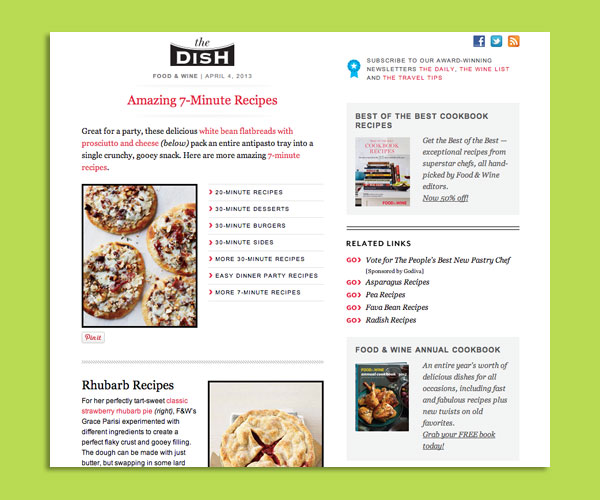 the
DISH
FOOD & WINE | APRIL 4, 2013
Amazing 7-Minute Recipes
Great for a party, these delicious white bean flatbreads with
prosciutto and cheese (below) pack an entire antipasto tray into a
single crunchy, gooey snack. Here are more amazing 7-minute
recipes.
20-MINUTE RECIPES
30-MINUTE DESSERTS
30-MINUTE BURGERS
30-MINUTE SIDES
MORE 30-MINUTE RECIPES
EASY DINNER PARTY RECIPES
MORE 7-MINUTE RECIPES
Pin it
Rhubarb Recipes
For her perfectly tart-sweet classic
strawberry rhubarb pie (right), F&W's
Grace Parisi experimented with
different ingredients to create a
perfect flaky crust and gooey filling.
The dough can be made with just
butter, but swapping in some lard
SUBSCRIBE TO OUR AWARD-WINNING
NEWSLETTERS THE DAILY, THE WINE LIST
AND THE TRAVEL TIPS
BEST OF THE BEST COOKBOOK
RECIPES
COOKBOOK
RECIPES
FOOD&WINE
Get the Best of the Best —
exceptional recipes from
superstar chefs, all hand-
picked by Food & Wine
editors.
Now 50% off!
RELATED LINKS
GO Vote for The People's Best New Pastry Chef
[Sponsored by Godiva]
GO Asparagus Recipes
GO Pea Recipes
GO Fava Bean Recipes
GO Radish Recipes
FOOD & WINE ANNUAL COOKBOOK
FOOD&WINE
annual cookbook
An entire year's worth of
delicious dishes for all
occasions, including fast
and fabulous recipes plus
new twists on old
favorites.
Grab your FREE book
today!